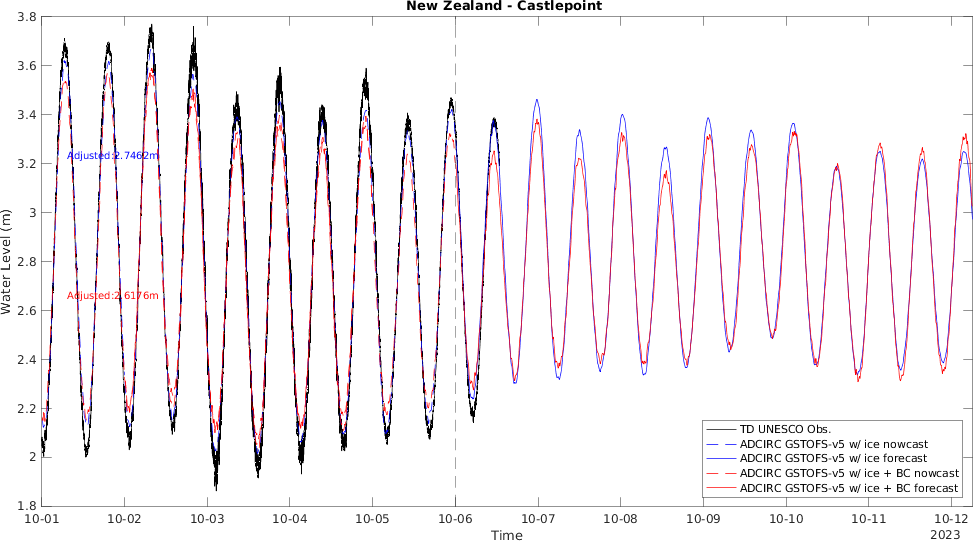 New Zealand - Castlepoint
3.8
3.6
3.4
3.2
3
2.8
2.6
2.4
2.2
2
1.8
Water Level (m)
Adjusted:2.7462m
Adjusted:2.6176m
TD UNESCO Obs.
ADCIRC GSTOFS-v5 w/ ice nowcast
ADCIRC GSTOFS-v5 w/ ice forecast
ADCIRC GSTOFS-v5 w/ ice + BC nowcast
ADCIRC GSTOFS-v5 w/ ice + BC forecast
10-01 10-02 10-03 10-04 10-05 10-06 10-07 10-08 10-09 10-10 10-11 10-12
Time
2023